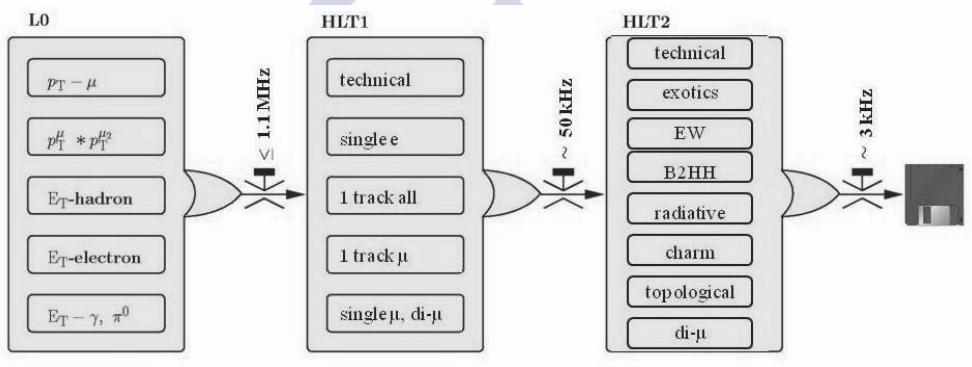 L0
p_T − μ
p_T^μ * p_T^μ2
E_T-hadron
E_T-electron
E_T − γ, π^0
≤ 1.1 MHz
HLT1
technical
single e
1 track all
1 track μ
single μ, di-μ
~ 50 kHz
HLT2
technical
exotics
EW
B2HH
radiative
charm
topological
di-μ
~ 3 kHz